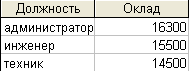 Должность Оклад
администратор 16300
инженер 15500
техник 14500